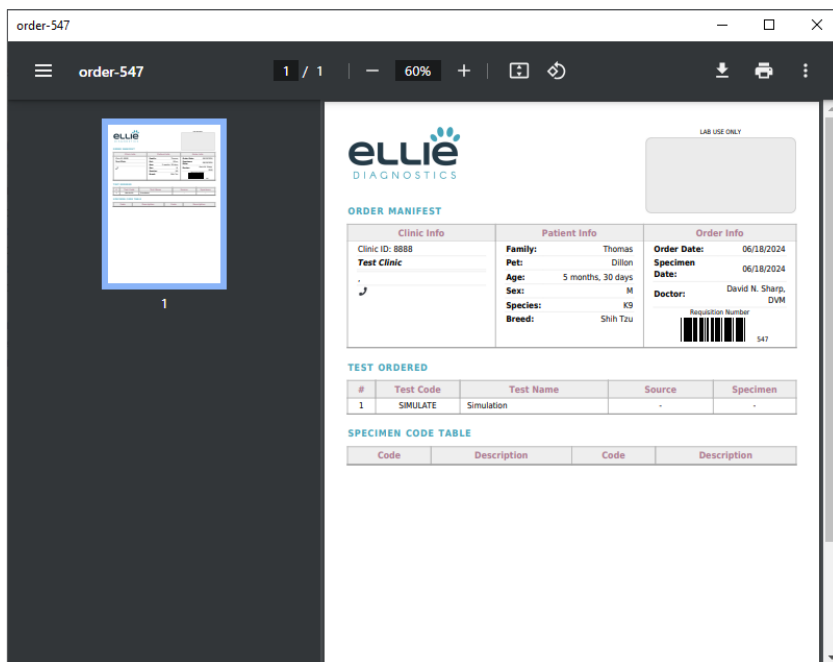 order-547
order-547
1 / 1
60%
1
ELLIE
DIAGNOSTICS
LAB USE ONLY
ORDER MANIFEST
Clinic Info
Clinic ID: 8888
Test Clinic
,
Patient Info
Family: Thomas
Pet: Dillon
Age: 5 months, 30 days
Sex: M
Species: K9
Breed: Shih Tzu
Order Info
Order Date: 06/18/2024
Specimen Date: 06/18/2024
Doctor: David N. Sharp,
DVM
Requisition Number
547
TEST ORDERED
# Test Code Test Name Source Specimen
1 SIMULATE Simulation - -
SPECIMEN CODE TABLE
Code Description Code Description